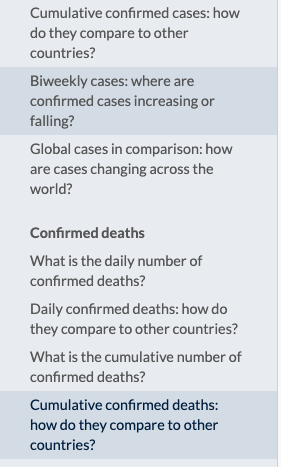 Cumulative confirmed cases: how
do they compare to other
countries?
Biweekly cases: where are
confirmed cases increasing or
falling?
Global cases in comparison: how
are cases changing across the
world?
Confirmed deaths
What is the daily number of
confirmed deaths?
Daily confirmed deaths: how do
they compare to other countries?
What is the cumulative number of
confirmed deaths?
Cumulative confirmed deaths:
how do they compare to other
countries?